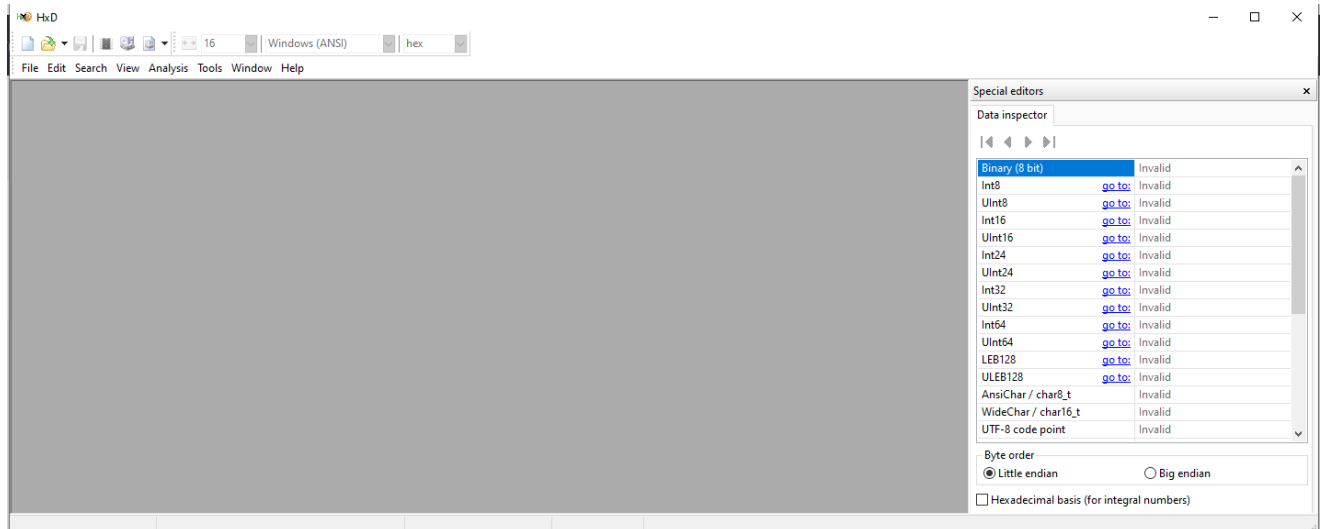 HxD
16 Windows (ANSI) hex
File Edit Search View Analysis Tools Window Help
Special editors
Data inspector
Binary (8 bit) Invalid
Int8 go to: Invalid
UInt8 go to: Invalid
Int16 go to: Invalid
UInt16 go to: Invalid
Int24 go to: Invalid
UInt24 go to: Invalid
Int32 go to: Invalid
UInt32 go to: Invalid
Int64 go to: Invalid
UInt64 go to: Invalid
LEB128 go to: Invalid
ULEB128 go to: Invalid
AnsiChar / char8_t Invalid
WideChar / char16_t Invalid
UTF-8 code point Invalid
Byte order
Little endian Big endian
Hexadecimal basis (for integral numbers)